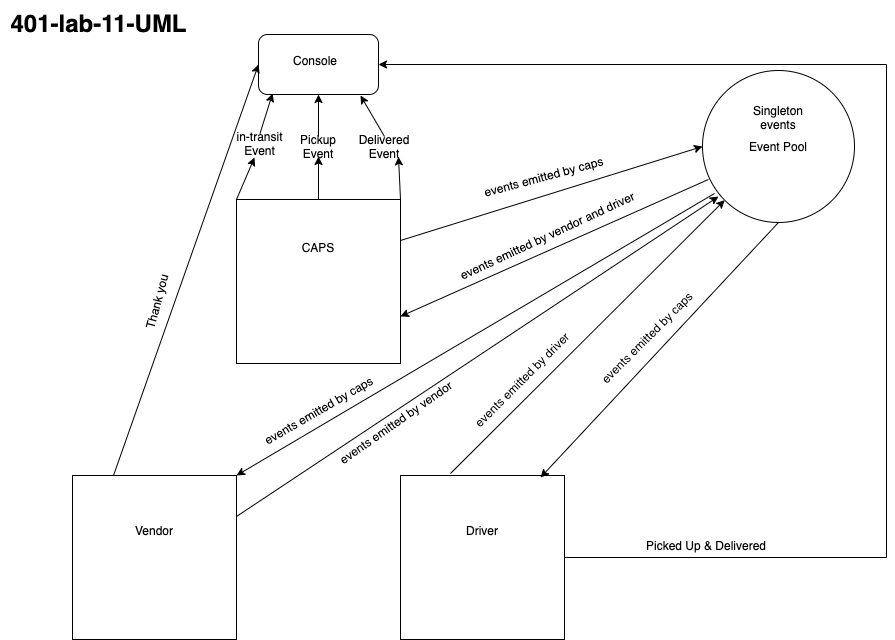 401-lab-11-UML
Console
Singleton
events
Event Pool
in-transit
Event
Pickup
Event
Delivered
Event
events emitted by caps
events emitted by vendor and driver
CAPS
Thank you
events emitted by caps
events emitted by vendor
events emitted by driver
events emitted by caps
Vendor
Driver
Picked Up & Delivered